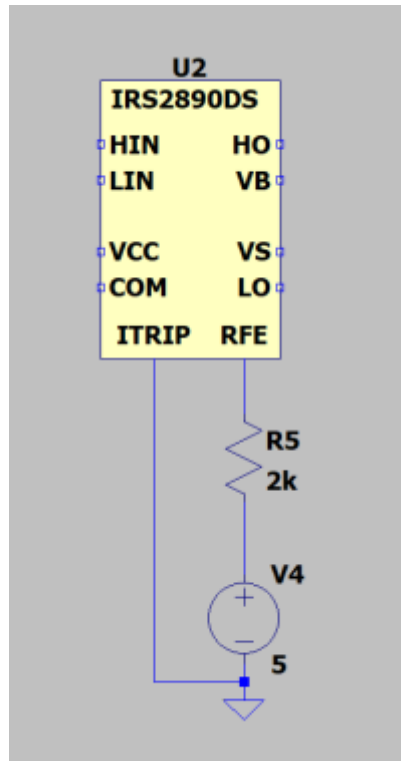 U2
IRS2890DS
HIN HO
LIN VB
VCC VS
COM LO
ITRIP RFE
R5
2k
V4
5